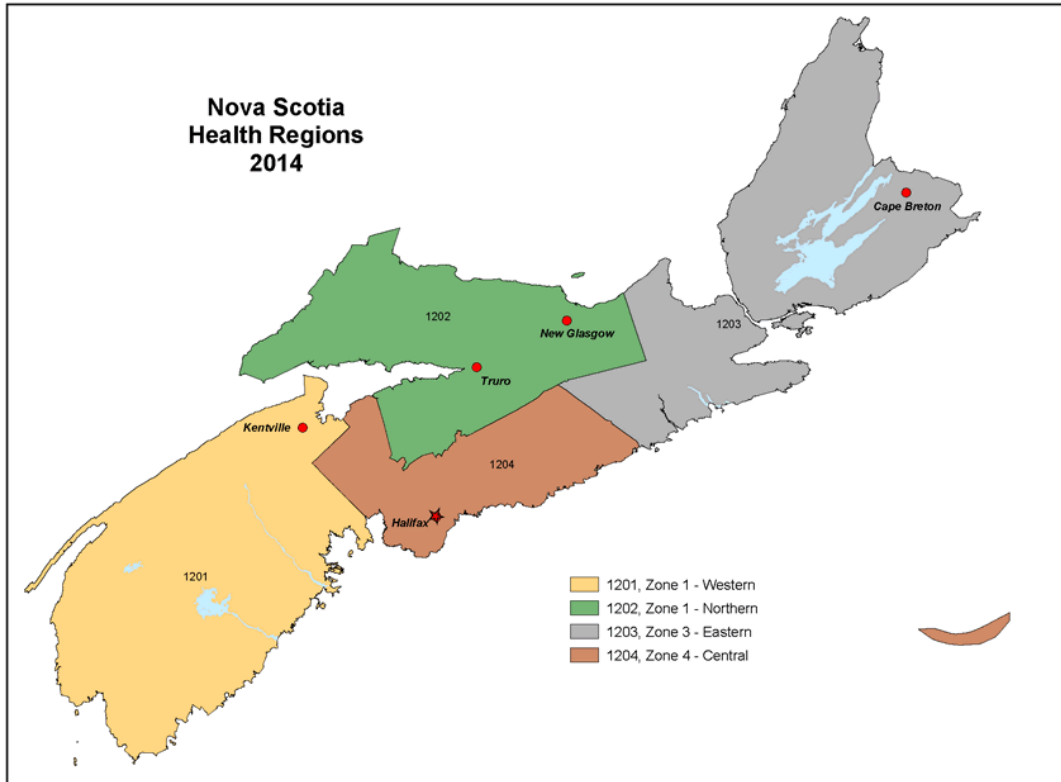 Nova Scotia
Health Regions
2014
Cape Breton
1202
1203
New Glasgow
Truro
Kentville
1204
Halifax
1201
1201, Zone 1 - Western
1202, Zone 1 - Northern
1203, Zone 3 - Eastern
1204, Zone 4 - Central